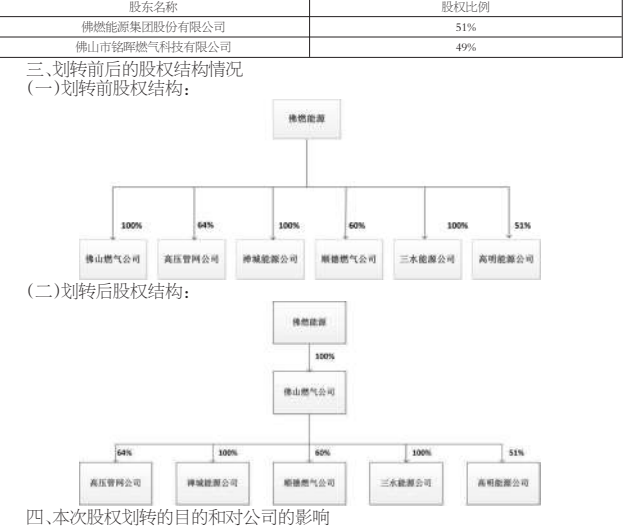 股东名称 股权比例
佛燃能源集团股份有限公司 51%
佛山市铭晖燃气科技有限公司 49%
三、划转前后的股权结构情况
(一)划转前股权结构：
佛燃能源
100% 64% 100% 60% 100% 51%
佛山燃气公司 高压管网公司 禅城能源公司 顺德燃气公司 三水能源公司 高明能源公司
(二)划转后股权结构：
佛燃能源
100%
佛山燃气公司
64% 100% 60% 100% 51%
高压管网公司 禅城能源公司 顺德燃气公司 三水能源公司 高明能源公司
四、本次股权划转的目的和对公司的影响